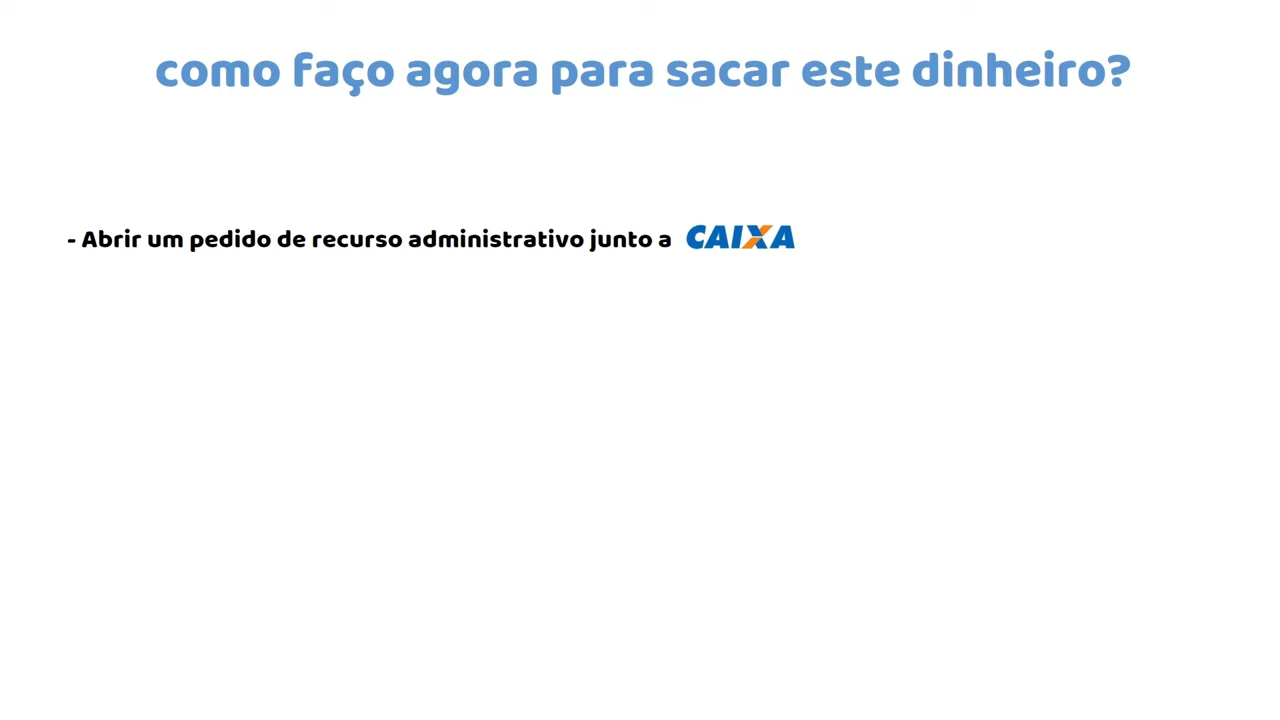 como faço agora para sacar este dinheiro?
- Abrir um pedido de recurso administrativo junto a CAIXA